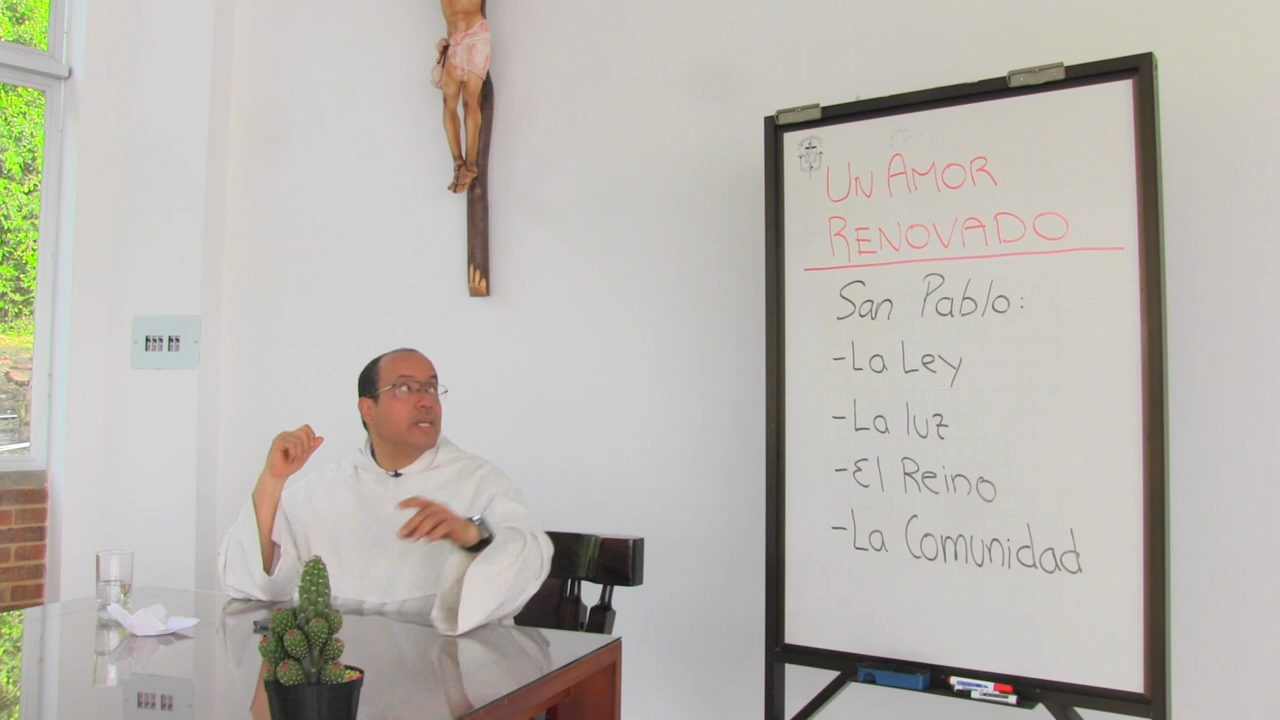 Un Amor
Renovado
San Pablo:
-La Ley
-La luz
-El Reino
-La Comunidad